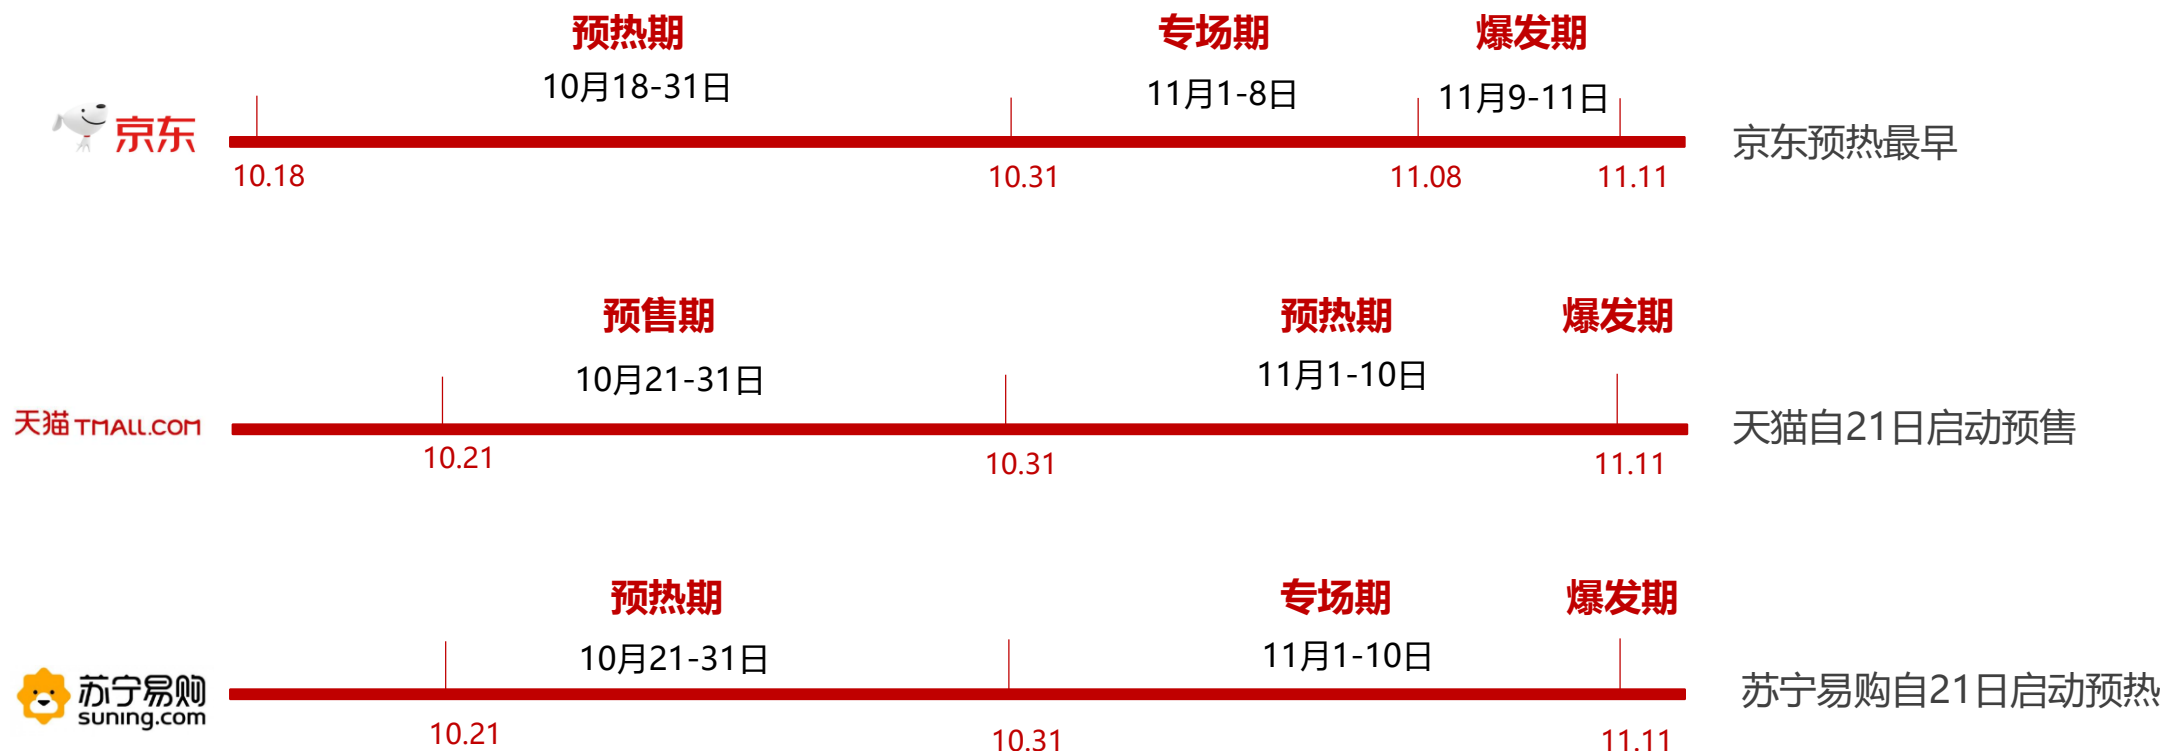 预热期 专场期 爆发期
10月18-31日 11月1-8日 11月9-11日
京东 京东预热最早
10.18 10.31 11.08 11.11
预售期 预热期 爆发期
10月21-31日 11月1-10日
天猫 TMALL.COM 天猫自21日启动预售
10.21 10.31 11.11
预热期 专场期 爆发期
10月21-31日 11月1-10日
苏宁易购 苏宁易购自21日启动预热
suning.com
10.21 10.31 11.11